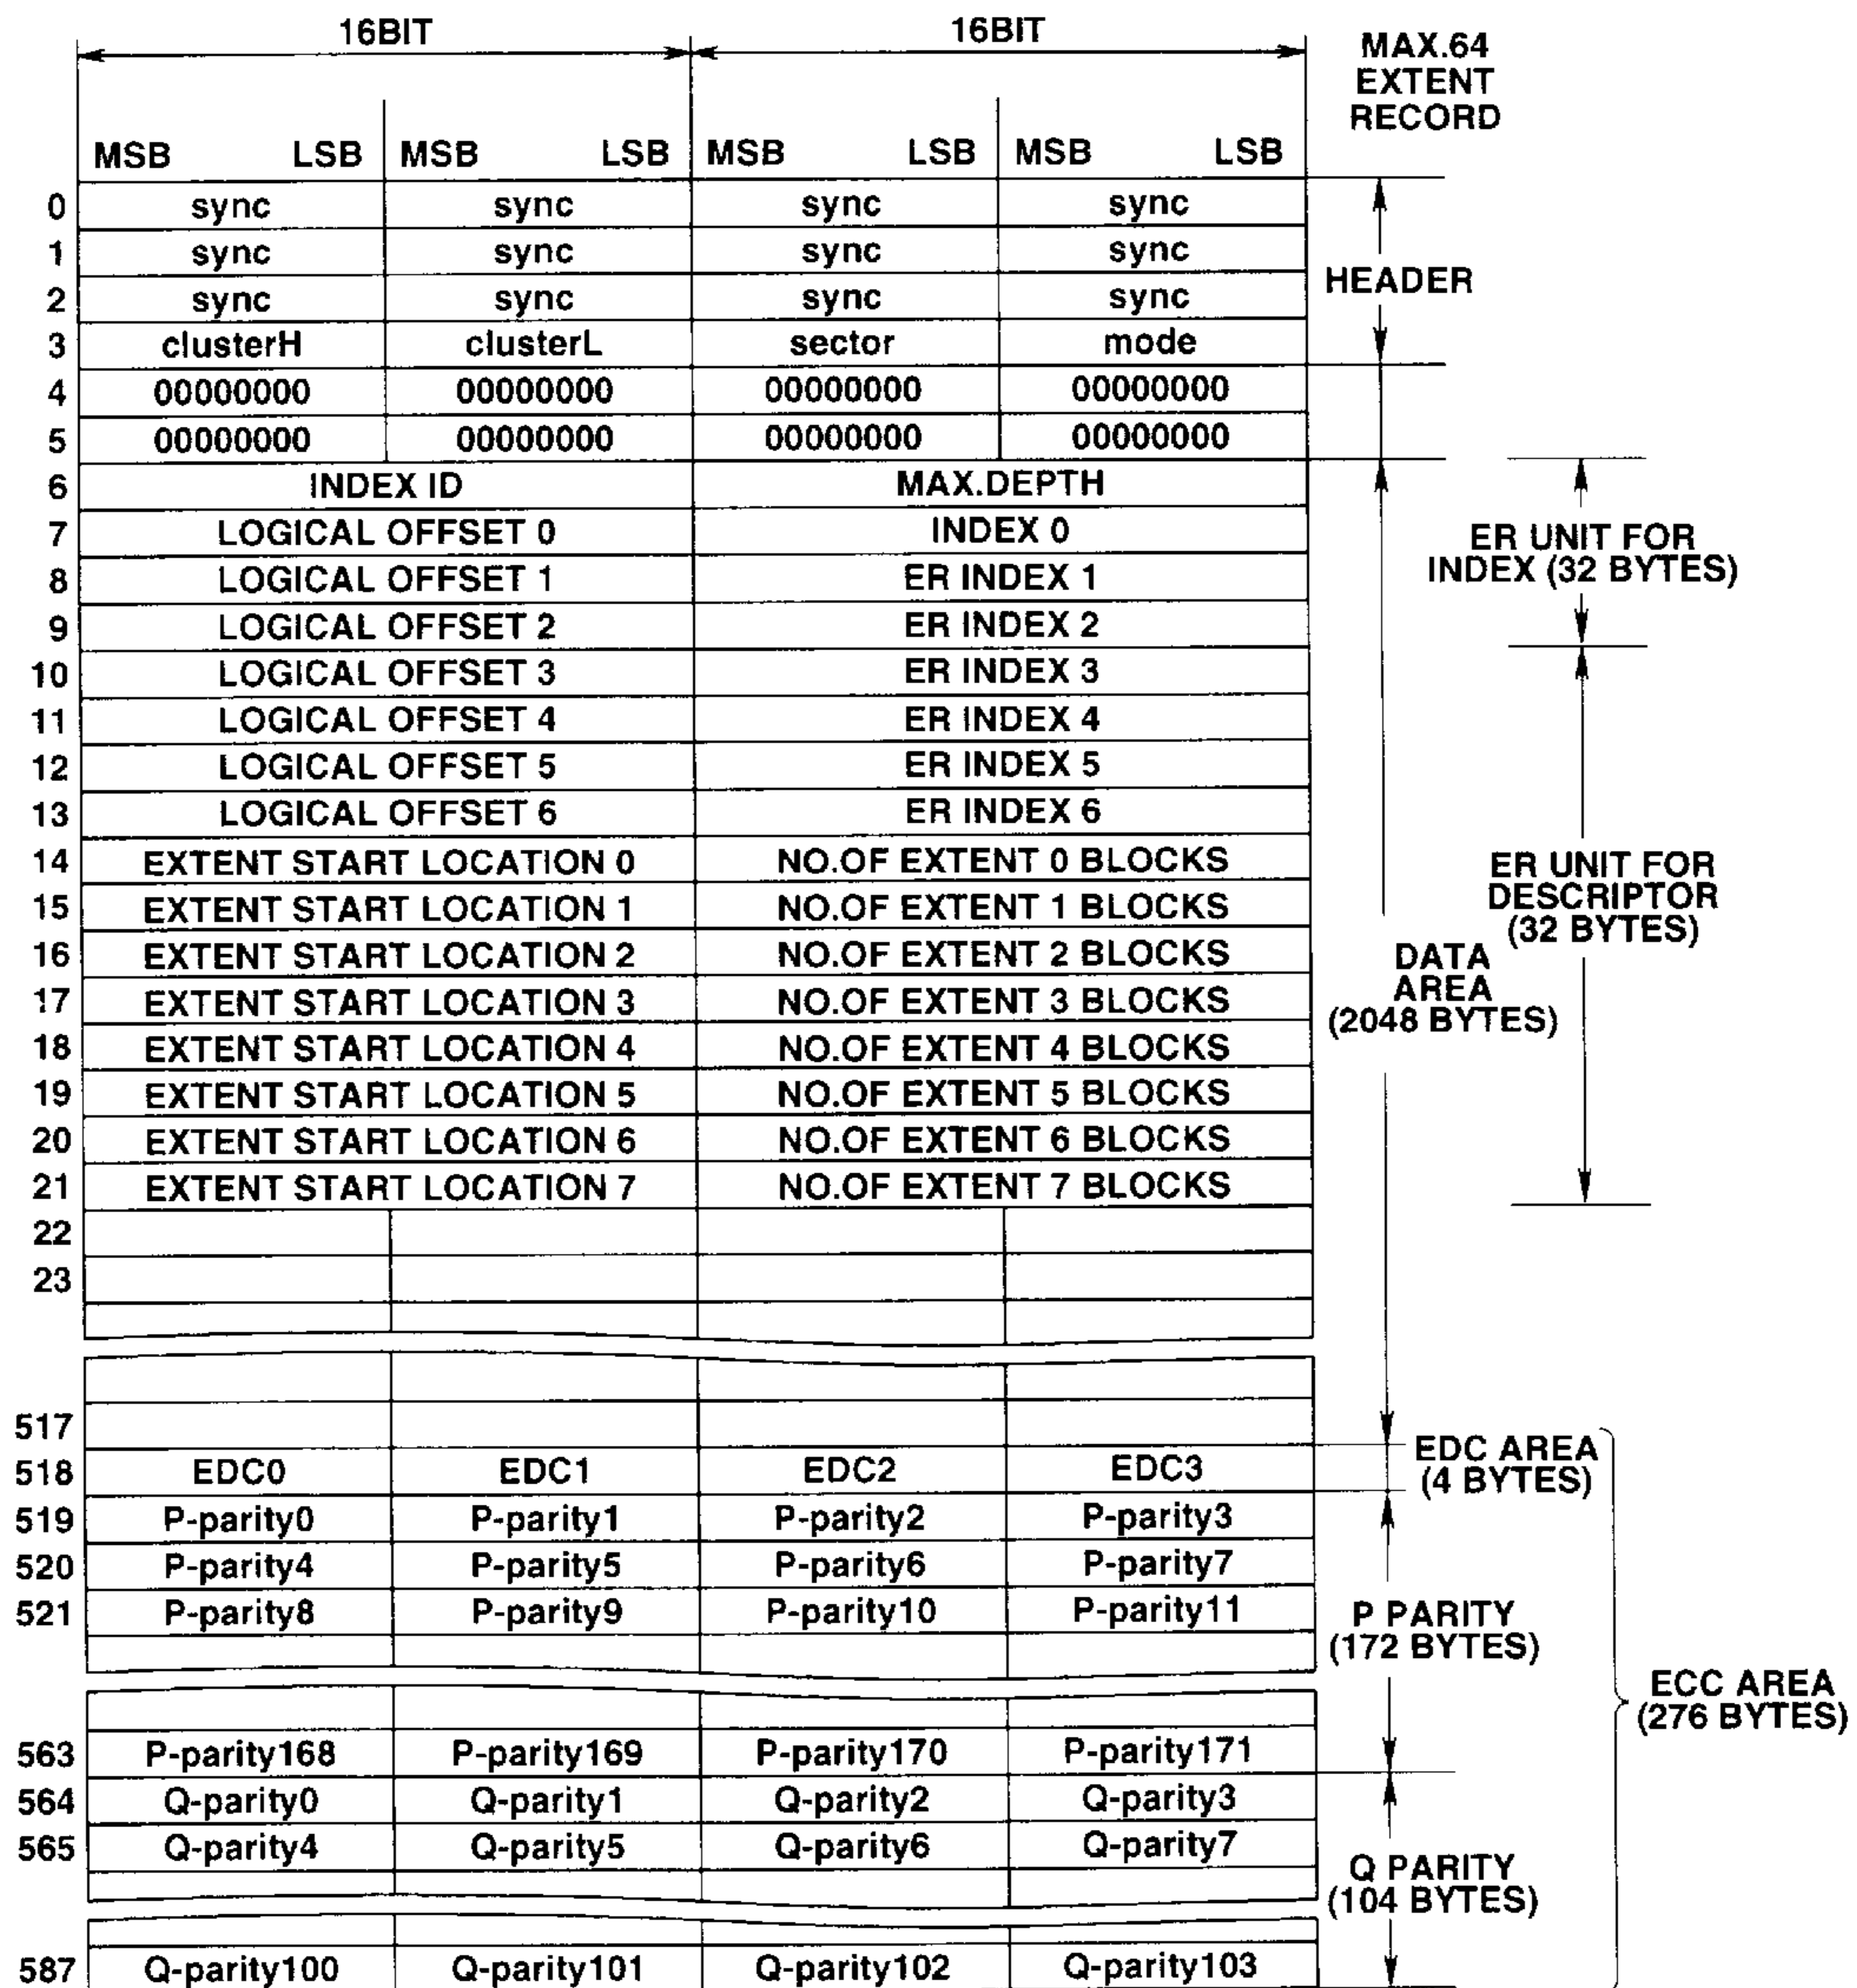 16BIT 16BIT
MAX.64
EXTENT
RECORD
MSB LSB MSB LSB MSB LSB MSB LSB
0 sync sync sync sync
1 sync sync sync sync
2 sync sync sync sync
HEADER
3 clusterH clusterL sector mode
4 00000000 00000000 00000000 00000000
5 00000000 00000000 00000000 00000000
6 INDEX ID MAX.DEPTH
7 LOGICAL OFFSET 0 INDEX 0
ER UNIT FOR
INDEX (32 BYTES)
8 LOGICAL OFFSET 1 ER INDEX 1
9 LOGICAL OFFSET 2 ER INDEX 2
10 LOGICAL OFFSET 3 ER INDEX 3
11 LOGICAL OFFSET 4 ER INDEX 4
12 LOGICAL OFFSET 5 ER INDEX 5
13 LOGICAL OFFSET 6 ER INDEX 6
14 EXTENT START LOCATION 0 NO.OF EXTENT 0 BLOCKS
ER UNIT FOR
DESCRIPTOR
(32 BYTES)
15 EXTENT START LOCATION 1 NO.OF EXTENT 1 BLOCKS
16 EXTENT START LOCATION 2 NO.OF EXTENT 2 BLOCKS
DATA
AREA
(2048 BYTES)
17 EXTENT START LOCATION 3 NO.OF EXTENT 3 BLOCKS
18 EXTENT START LOCATION 4 NO.OF EXTENT 4 BLOCKS
19 EXTENT START LOCATION 5 NO.OF EXTENT 5 BLOCKS
20 EXTENT START LOCATION 6 NO.OF EXTENT 6 BLOCKS
21 EXTENT START LOCATION 7 NO.OF EXTENT 7 BLOCKS
22
23
517
518 EDC0 EDC1 EDC2 EDC3
EDC AREA
(4 BYTES)
519 P-parity0 P-parity1 P-parity2 P-parity3
520 P-parity4 P-parity5 P-parity6 P-parity7
521 P-parity8 P-parity9 P-parity10 P-parity11
P PARITY
(172 BYTES)
ECC AREA
(276 BYTES)
563 P-parity168 P-parity169 P-parity170 P-parity171
564 Q-parity0 Q-parity1 Q-parity2 Q-parity3
565 Q-parity4 Q-parity5 Q-parity6 Q-parity7
Q PARITY
(104 BYTES)
587 Q-parity100 Q-parity101 Q-parity102 Q-parity103